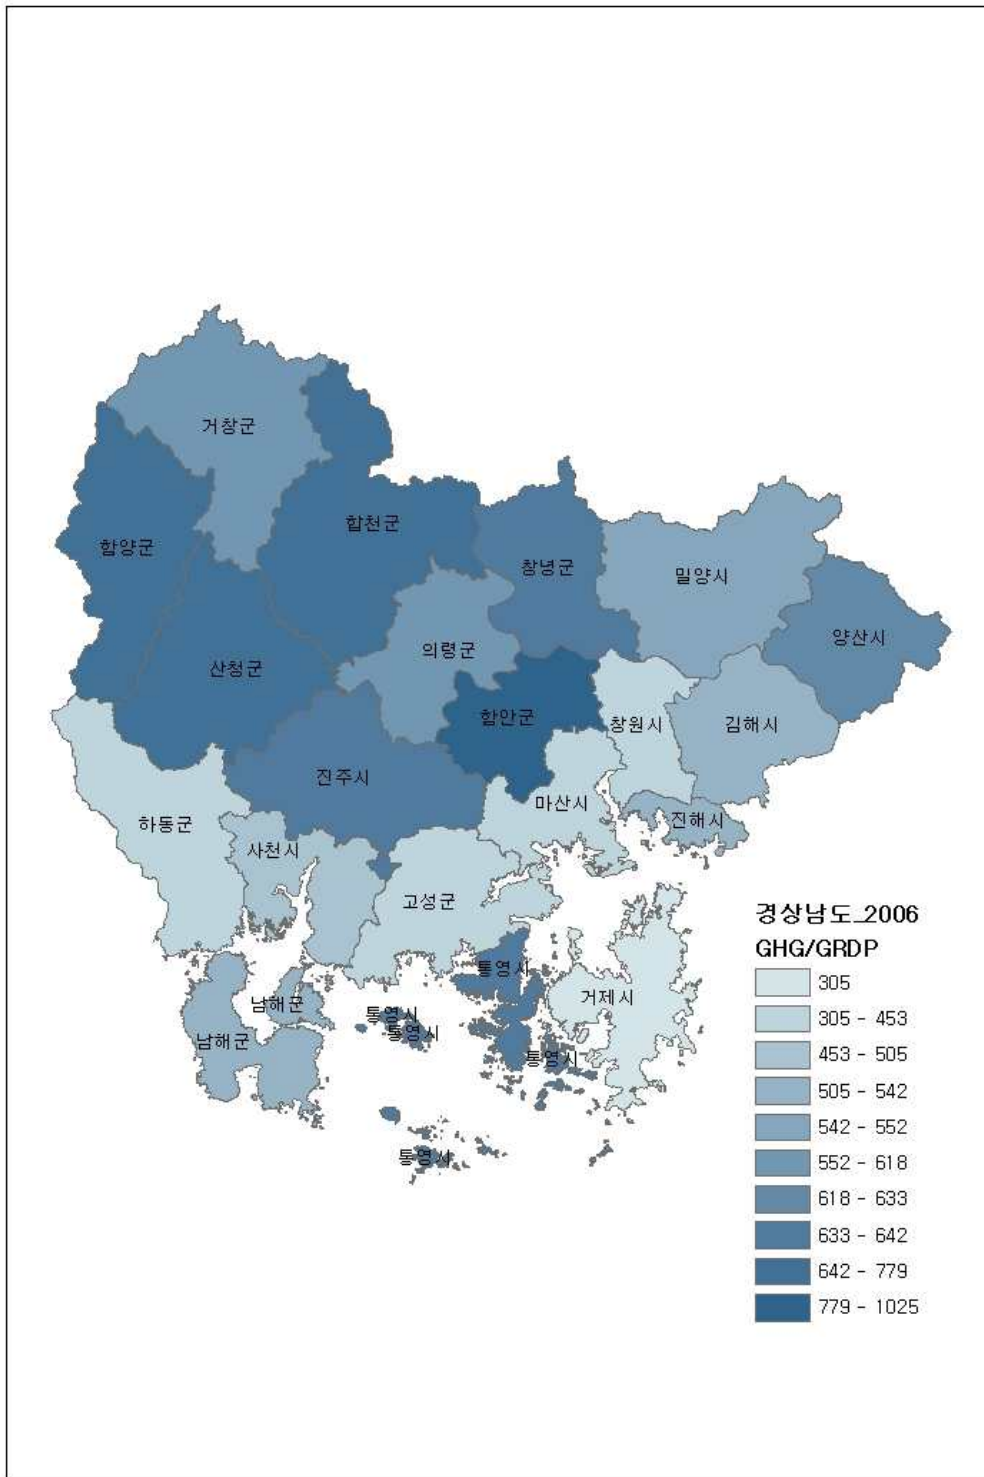 거창군
합천군
함양군
창녕군
밀양시
양산시
산청군
의령군
함안군
창원시
김해시
진주시
마산시
진해시
하동군
사천시
고성군
경상남도_2006
GHG/GRDP
통영시
305
거제시
남해군
통영시
305 - 453
통영시
남해군
통영시
453 - 505
505 - 542
542 - 552
통영시
552 - 618
618 - 633
633 - 642
642 - 779
779 - 1025